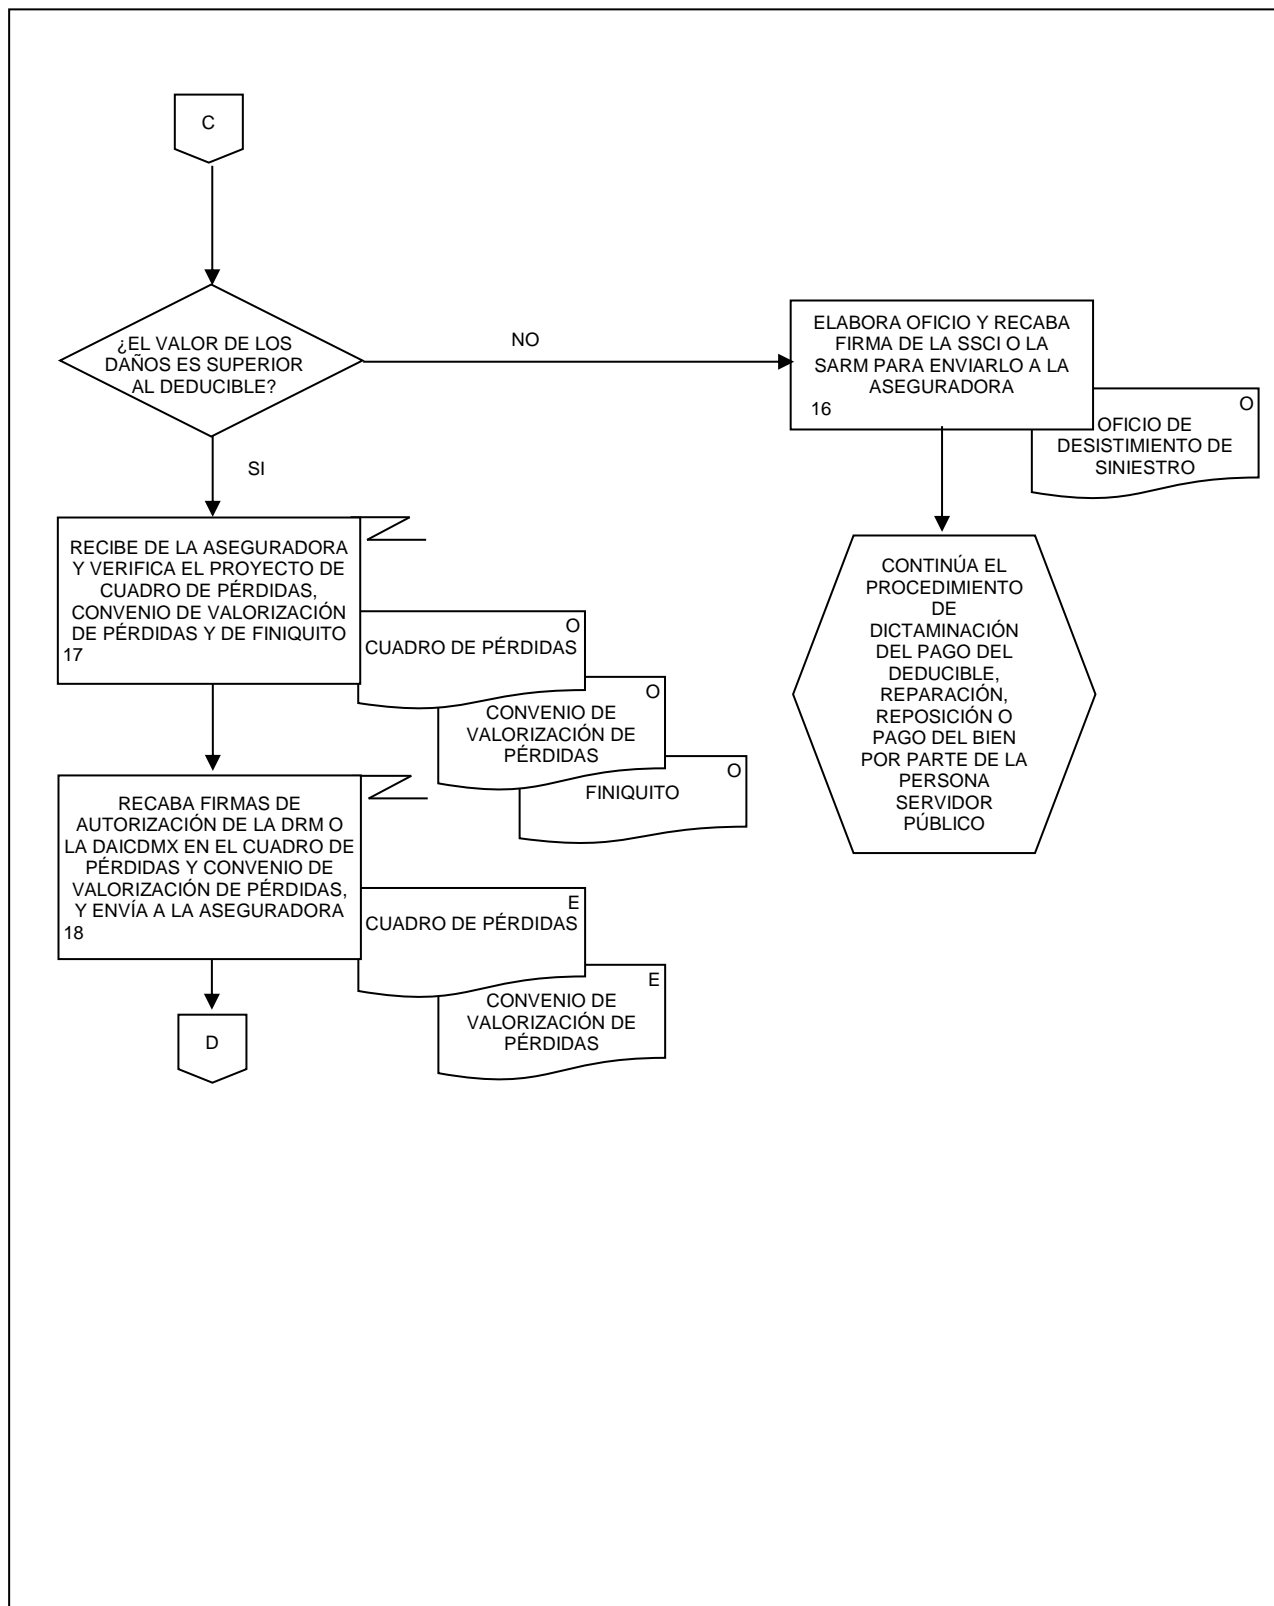 C
¿EL VALOR DE LOS
DAÑOS ES SUPERIOR
AL DEDUCIBLE?
NO
ELABORA OFICIO Y RECABA
FIRMA DE LA SSCI O LA
SARM PARA ENVIARLO A LA
ASEGURADORA
16
O
OFICIO DE
DESISTIMIENTO DE
SINIESTRO
SI
RECIBE DE LA ASEGURADORA
Y VERIFICA EL PROYECTO DE
CUADRO DE PÉRDIDAS,
CONVENIO DE VALORIZACIÓN
DE PÉRDIDAS Y DE FINIQUITO
17
O
CUADRO DE PÉRDIDAS
O
CONVENIO DE
VALORIZACIÓN DE
PÉRDIDAS
O
FINIQUITO
CONTINÚA EL
PROCEDIMIENTO
DE
DICTAMINACIÓN
DEL PAGO DEL
DEDUCIBLE,
REPARACIÓN,
REPOSICIÓN O
PAGO DEL BIEN
POR PARTE DE LA
PERSONA
SERVIDOR
PÚBLICO
RECABA FIRMAS DE
AUTORIZACIÓN DE LA DRM O
LA DAICDMX EN EL CUADRO DE
PÉRDIDAS Y CONVENIO DE
VALORIZACIÓN DE PÉRDIDAS,
Y ENVÍA A LA ASEGURADORA
18
E
CUADRO DE PÉRDIDAS
E
CONVENIO DE
VALORIZACIÓN DE
PÉRDIDAS
D